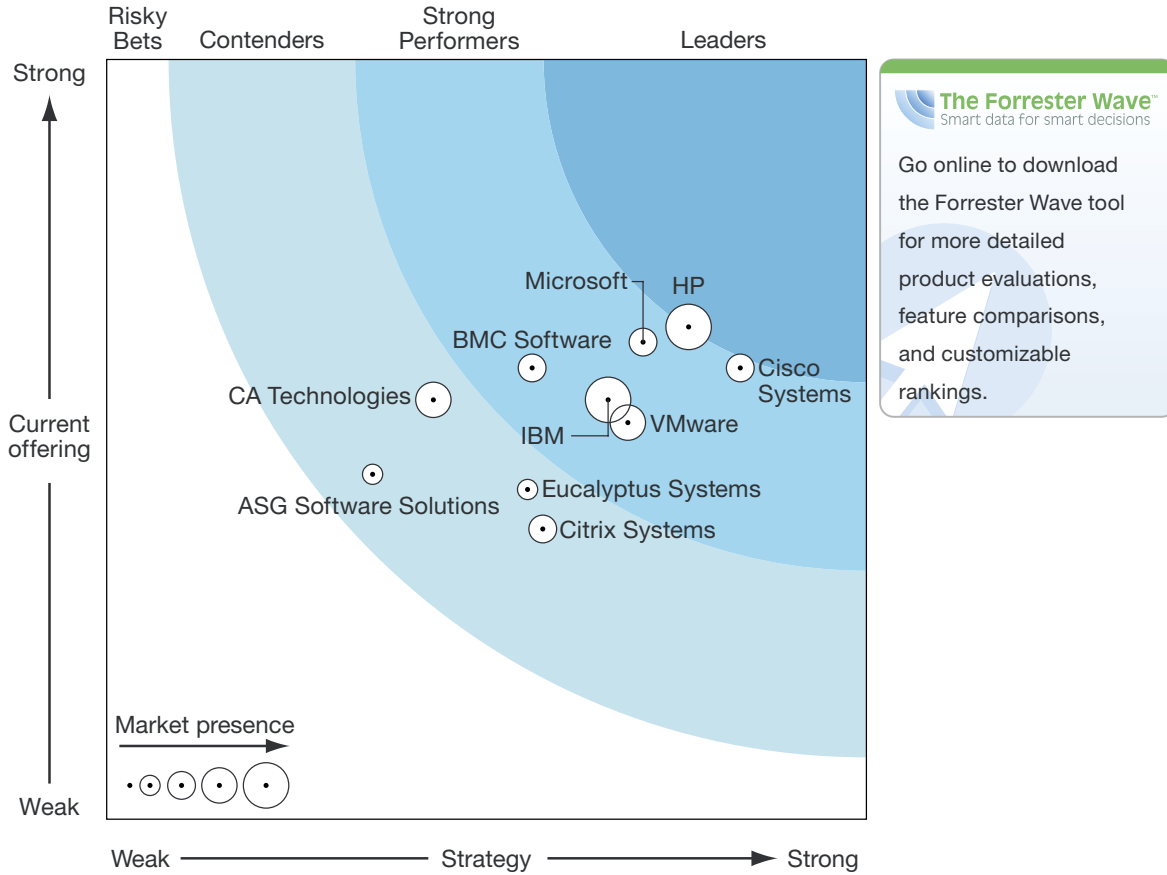 Risky
Bets
Contenders
Strong
Performers
Leaders
Strong
Current
offering
Weak
Microsoft
HP
BMC Software
Cisco
Systems
CA Technologies
IBM
VMware
ASG Software Solutions
Eucalyptus Systems
Citrix Systems
Market presence
Weak
Strategy
Strong
The Forrester Wave™
Smart data for smart decisions
Go online to download
the Forrester Wave tool
for more detailed
product evaluations,
feature comparisons,
and customizable
rankings.